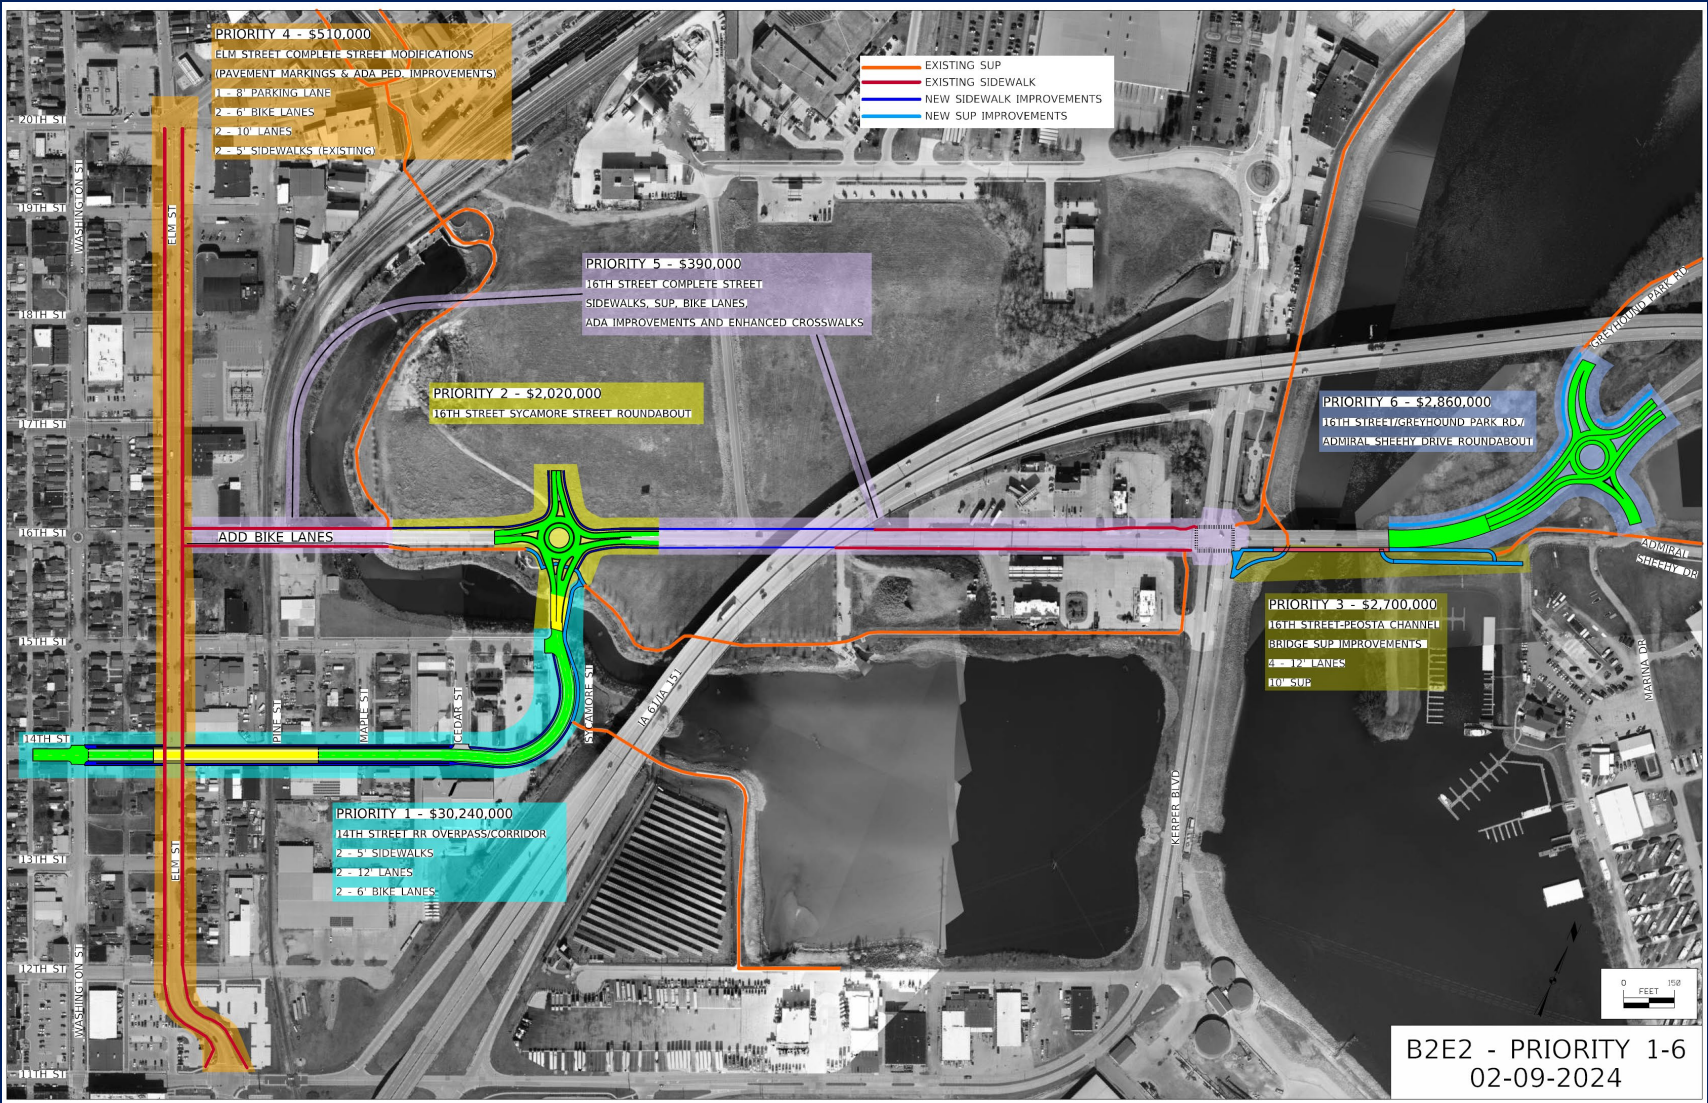 PRIORITY 4 - $510,000
ELM STREET COMPLETE STREET MODIFICATIONS
(PAVEMENT MARKINGS & ADA PED. IMPROVEMENTS)
1 - 8' PARKING LANE
2 - 6' BIKE LANES
2 - 10' LANES
2 - 5' SIDEWALKS (EXISTING)
EXISTING SUP
EXISTING SIDEWALK
NEW SIDEWALK IMPROVEMENTS
NEW SUP IMPROVEMENTS
20TH ST
WASHINGTON ST
19TH ST
ELM ST
PRIORITY 5 - $390,000
16TH STREET COMPLETE STREET
SIDEWALKS, SUP, BIKE LANES,
ADA IMPROVEMENTS AND ENHANCED CROSSWALKS
GREYHOUND PARK RD
18TH ST
PRIORITY 2 - $2,020,000
16TH STREET SYCAMORE STREET ROUNDABOUT
PRIORITY 6 - $2,860,000
16TH STREET/GREYHOUND PARK RD./
ADMIRAL SHEEHY DRIVE ROUNDABOUT
17TH ST
16TH ST
ADD BIKE LANES
ADMIRAL
SHEEHY DR
PRIORITY 3 - $2,700,000
16TH STREET-PEOSTA CHANNEL
BRIDGE SUP IMPROVEMENTS
4 - 12' LANES
10' SUP
15TH ST
MARINA DR
IA 61/IA 151
SYCAMORE ST
CEDAR ST
MAPLE ST
PINE ST
14TH ST
KERPER BLVD
PRIORITY 1 - $30,240,000
14TH STREET RR OVERPASS/CORRIDOR
2 - 5' SIDEWALKS
2 - 12' LANES
2 - 6' BIKE LANES
13TH ST
ELM ST
12TH ST
WASHINGTON ST
0 150
FEET
11TH ST
B2E2 - PRIORITY 1-6
02-09-2024